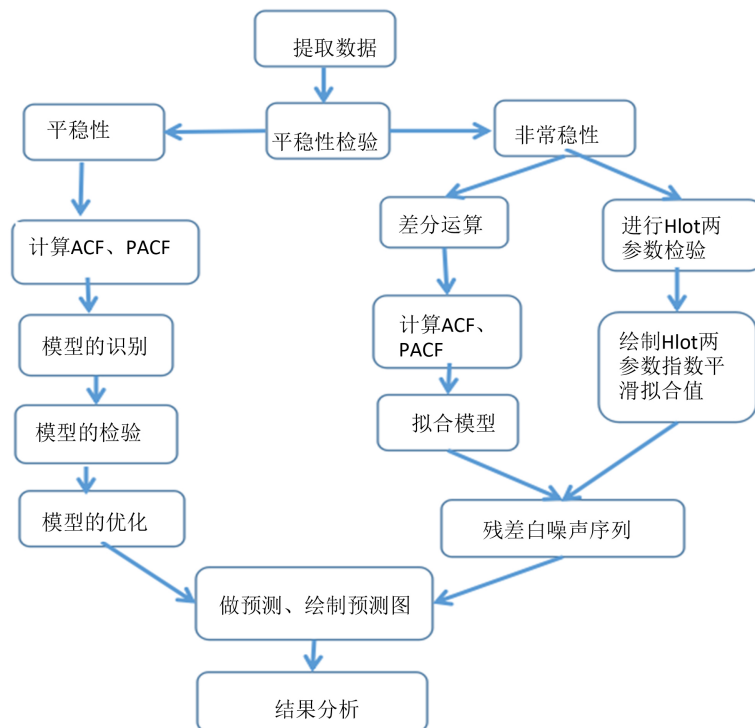 提取数据
平稳性
平稳性检验
非常稳性
计算ACF、PACF
模型的识别
模型的检验
模型的优化
差分运算
计算ACF、
PACF
拟合模型
进行Hlot两
参数检验
绘制Hlot两
参数指数平
滑拟合值
残差白噪声序列
做预测、绘制预测图
结果分析